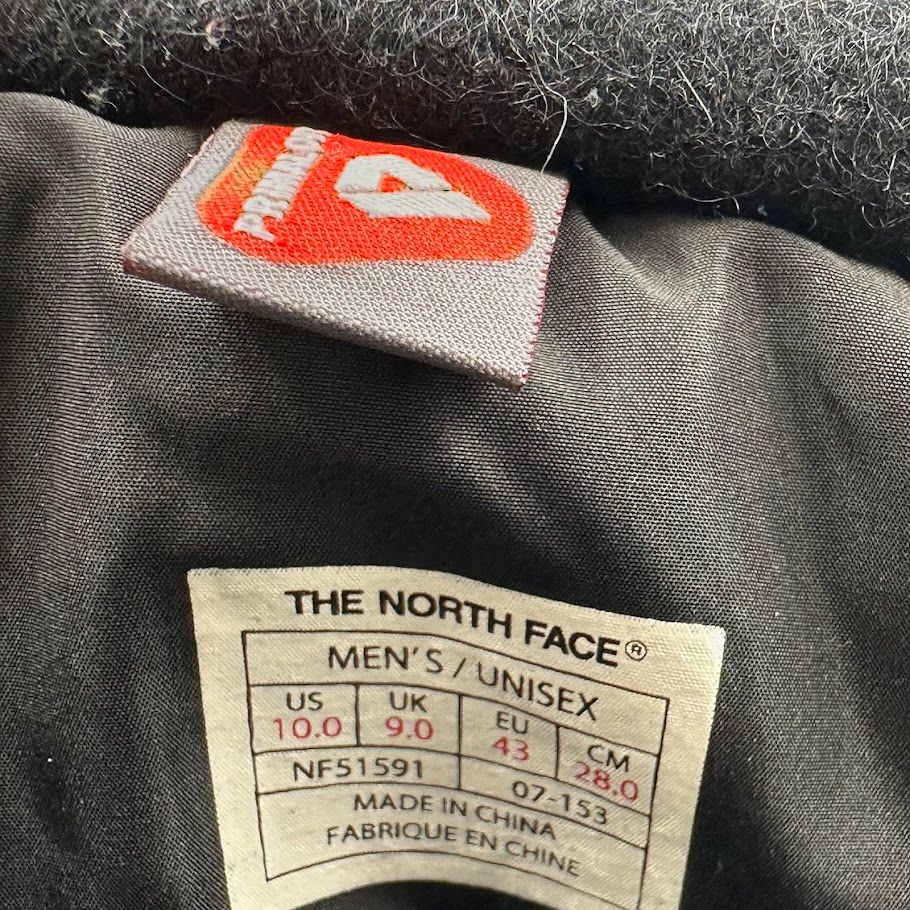 PRIMALOFT
THE NORTH FACE®
MEN'S / UNISEX
US UK EU CM
10.0 9.0 43 28.0
NF51591 07-153
MADE IN CHINA
FABRIQUE EN CHINE